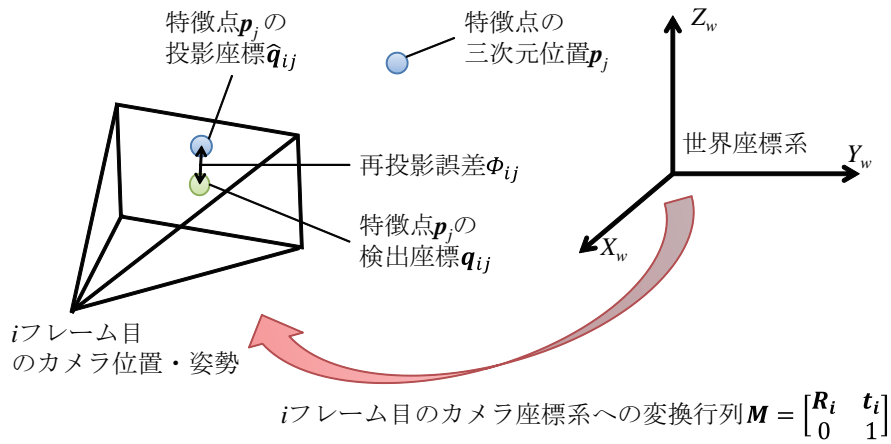 特徴点𝒑ⱼの
投影座標q̂ᵢⱼ
特徴点の
三次元位置𝒑ⱼ
Z_w
世界座標系
Y_w
再投影誤差Φᵢⱼ
特徴点𝒑ⱼの
検出座標𝒒ᵢⱼ
X_w
iフレーム目
のカメラ位置・姿勢
iフレーム目のカメラ座標系への変換行列𝑴 = [𝑹ᵢ 𝒕ᵢ
0 1]